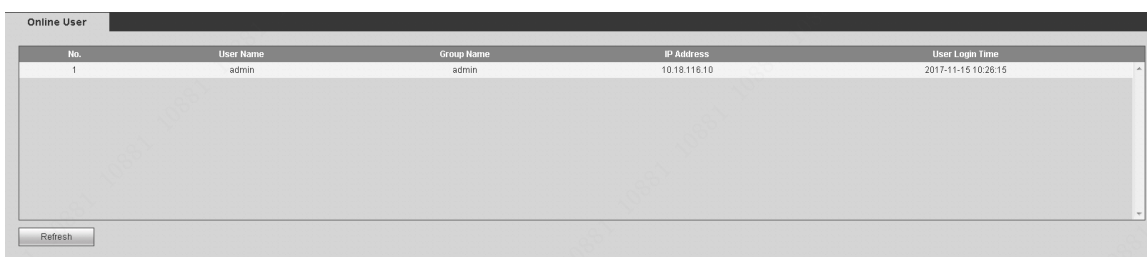 Online User
No. User Name Group Name IP Address User Login Time
1 admin admin 10.18.116.10 2017-11-15 10:26:15
Refresh